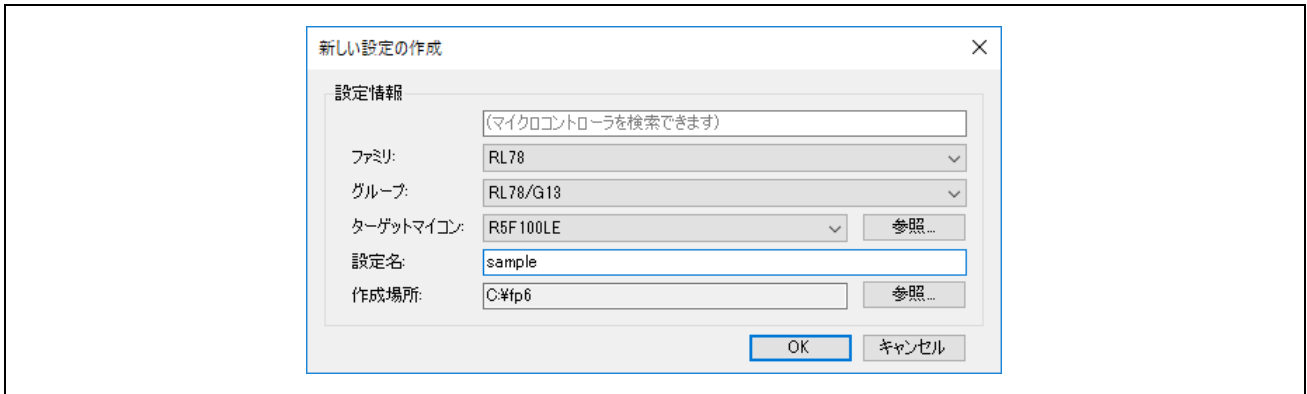 新しい設定の作成
設定情報
(マイクロコントローラを検索できます)
ファミリ: RL78
グループ: RL78/G13
ターゲットマイコン: R5F100LE 参照...
設定名: sample
作成場所: C:¥fp6 参照...
OK キャンセル